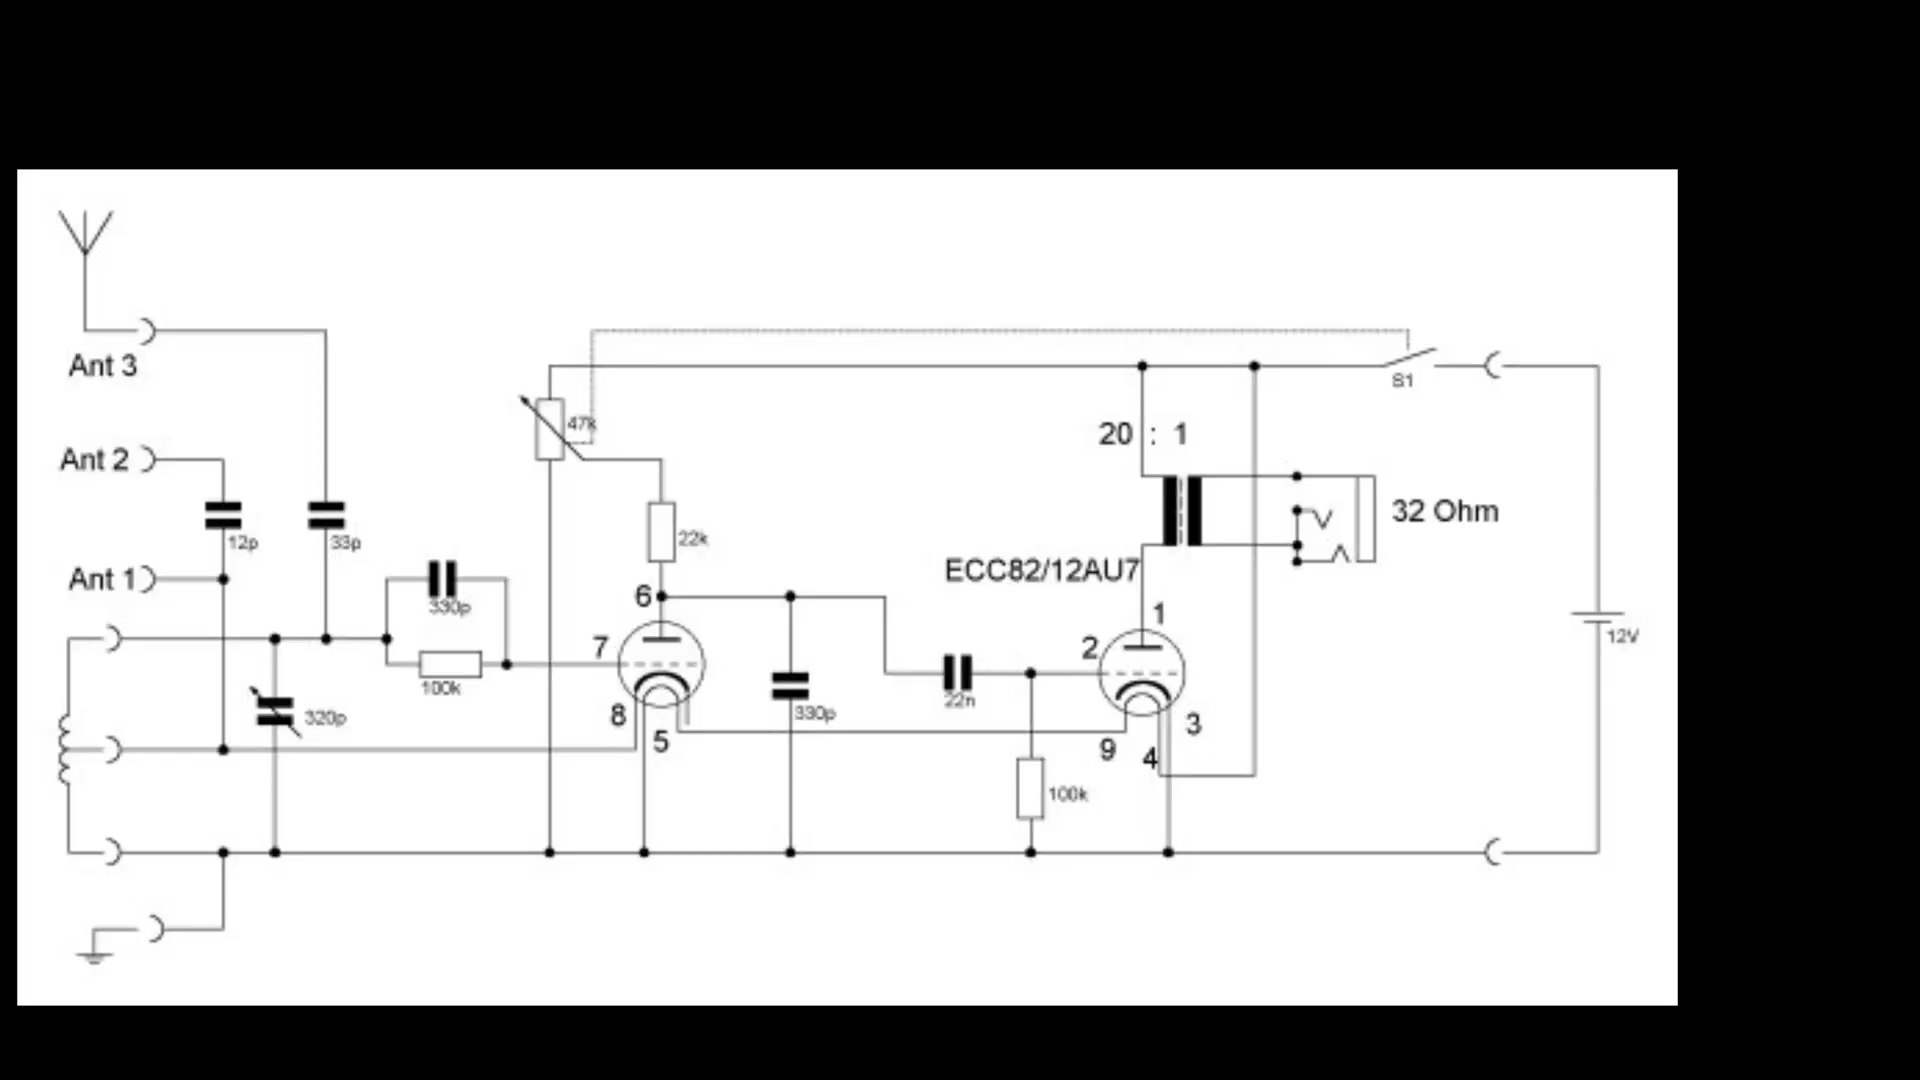 Ant 3
Ant 2
Ant 1
12p
33p
330p
100k
320p
47k
22k
6
7
8
5
330p
22n
100k
ECC82/12AU7
20 : 1
1
2
3
9
4
32 Ohm
S1
12V